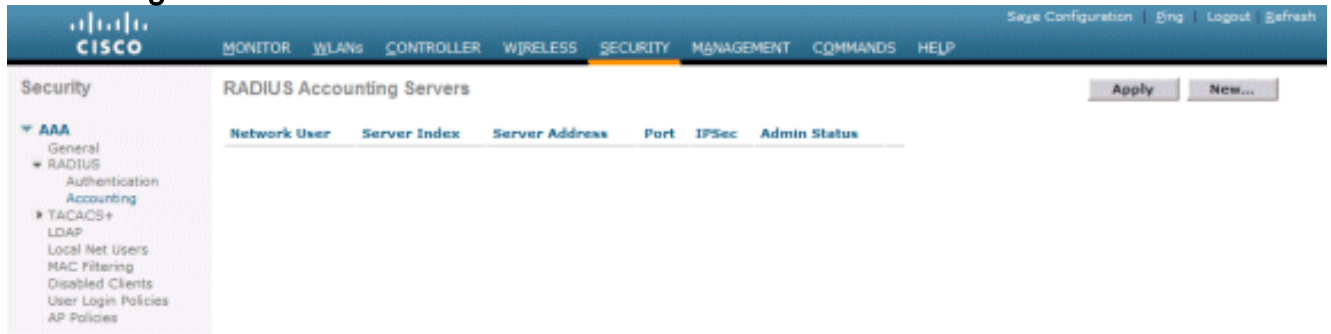 Save Configuration | Ping | Logout | Refresh
CISCO
MONITOR WLANs CONTROLLER WIRELESS SECURITY MANAGEMENT COMMANDS HELP
Security
RADIUS Accounting Servers
Apply New...
Network User Server Index Server Address Port IPSec Admin Status
AAA
General
RADIUS
Authentication
Accounting
TACACS+
LDAP
Local Net Users
MAC Filtering
Disabled Clients
User Login Policies
AP Policies